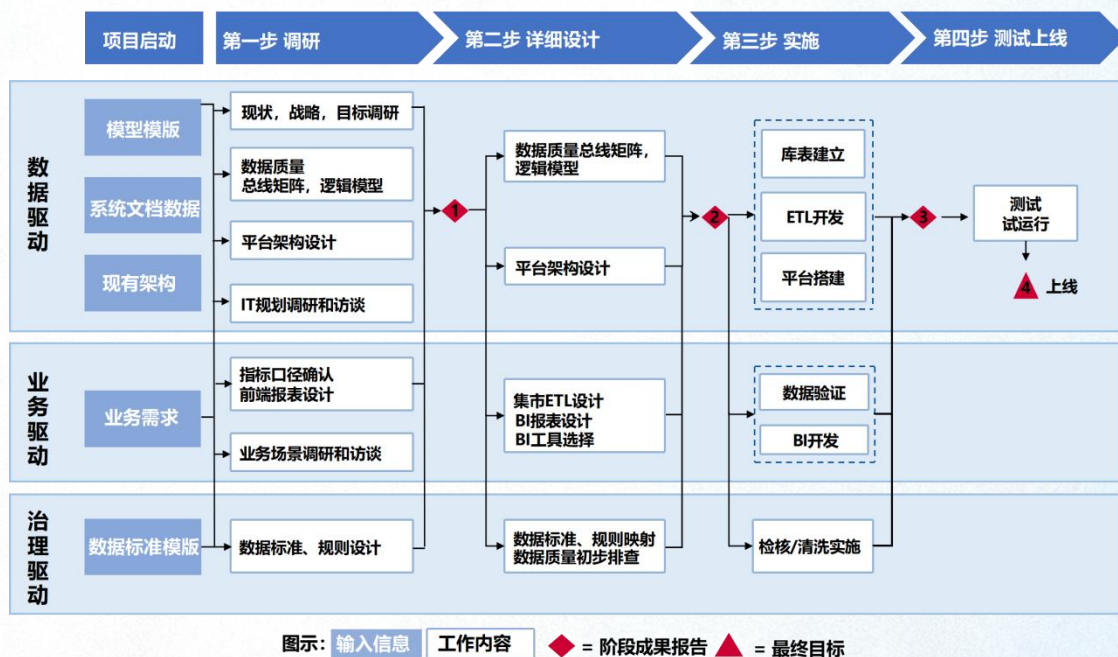 项目启动
第一步 调研
第二步 详细设计
第三步 实施
第四步 测试上线
数据驱动
模型模版
系统文档数据
现有架构
现状，战略，目标调研
数据质量
总线矩阵，逻辑模型
平台架构设计
IT规划调研和访谈
1
数据质量总线矩阵，
逻辑模型
平台架构设计
2
库表建立
ETL开发
平台搭建
3
测试
试运行
4
上线
业务驱动
业务需求
指标口径确认
前端报表设计
业务场景调研和访谈
集市ETL设计
BI报表设计
BI工具选择
数据验证
BI开发
治理驱动
数据标准模版
数据标准、规则设计
数据标准、规则映射
数据质量初步排查
检核/清洗实施
图示：
输入信息
工作内容
= 阶段成果报告
= 最终目标